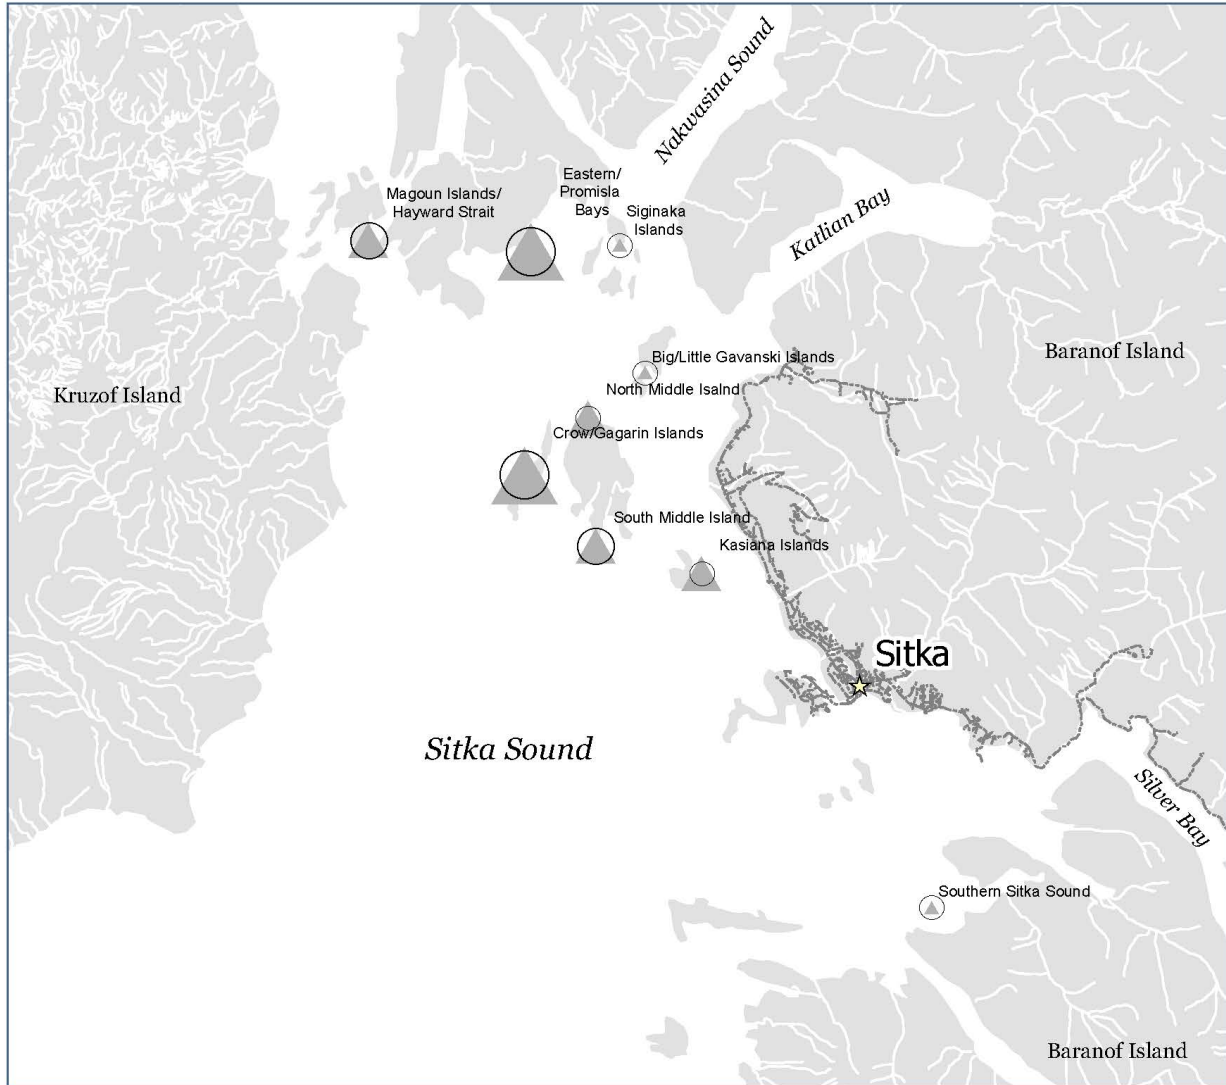 Nakwasina Sound
Eastern/
Promisla
Bays
Magoun Islands/
Hayward Strait
Siginaka
Islands
Katlian Bay
Baranof Island
Big/Little Gavanski Islands
Kruzof Island
North Middle Isalnd
Crow/Gagarin Islands
South Middle Island
Kasiana Islands
Sitka
Sitka Sound
Silver Bay
Southern Sitka Sound
Baranof Island